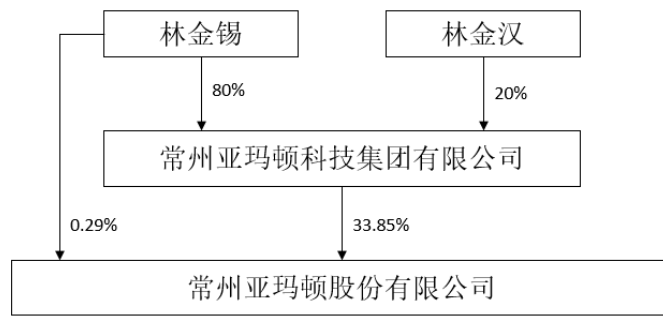 林金锡
林金汉
80%
20%
常州亚玛顿科技集团有限公司
0.29%
33.85%
常州亚玛顿股份有限公司